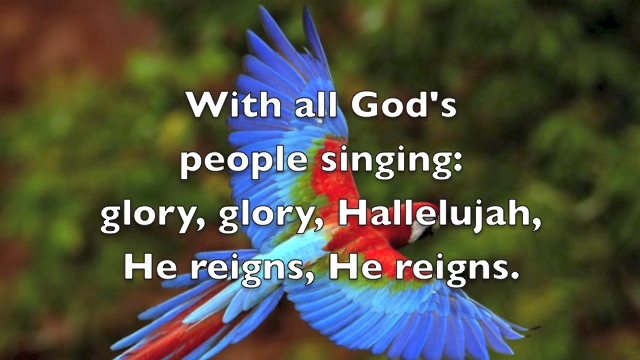 With all God's
people singing:
glory, glory, Hallelujah,
He reigns, He reigns.